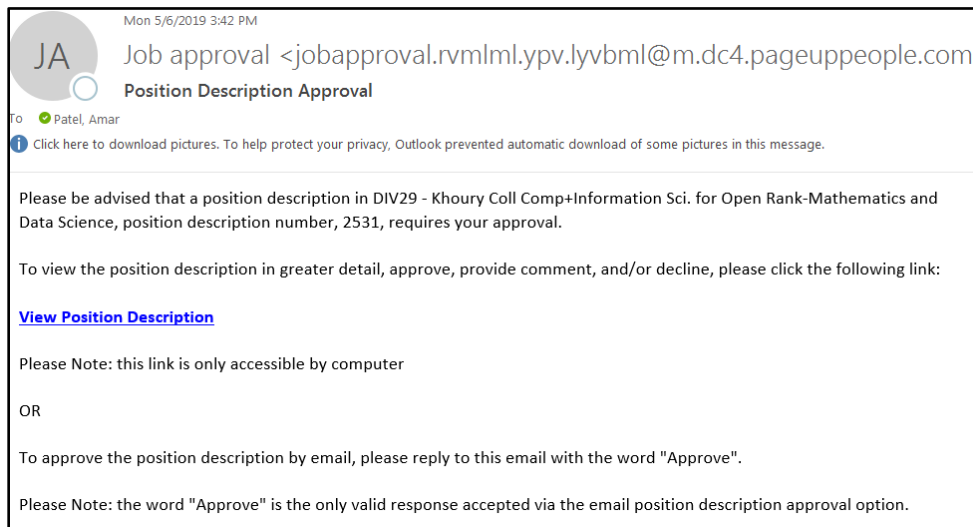 Mon 5/6/2019 3:42 PM
JA
Job approval <jobapproval.rvmlml.ypv.lyvbml@m.dc4.pageuppeople.com
Position Description Approval
To Patel, Amar
Click here to download pictures. To help protect your privacy, Outlook prevented automatic download of some pictures in this message.
Please be advised that a position description in DIV29 - Khoury Coll Comp+Information Sci. for Open Rank-Mathematics and
Data Science, position description number, 2531, requires your approval.
To view the position description in greater detail, approve, provide comment, and/or decline, please click the following link:
View Position Description
Please Note: this link is only accessible by computer
OR
To approve the position description by email, please reply to this email with the word "Approve".
Please Note: the word "Approve" is the only valid response accepted via the email position description approval option.